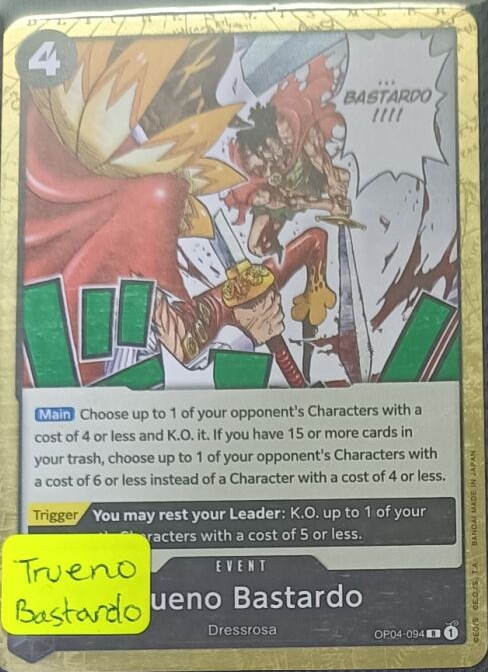 4
...
BASTARDO
!!!!
Main Choose up to 1 of your opponent's Characters with a
cost of 4 or less and K.O. it. If you have 15 or more cards in
your trash, choose up to 1 of your opponent's Characters with
a cost of 6 or less instead of a Character with a cost of 4 or less.
Trigger You may rest your Leader: K.O. up to 1 of your
Characters with a cost of 5 or less.
EVENT
ueno Bastardo
Dressrosa
OP04-094 R 1
Trueno
Bastardo
BANDAI MADE IN JAPAN